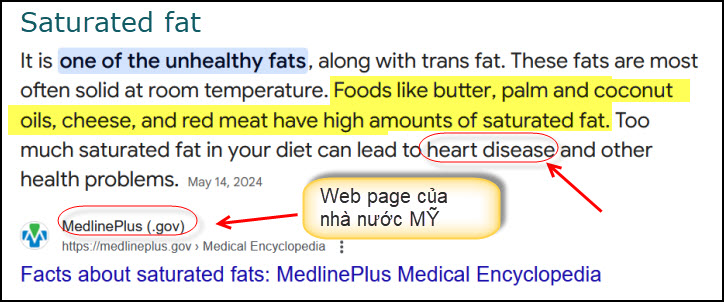 Saturated fat
It is one of the unhealthy fats, along with trans fat. These fats are most
often solid at room temperature. Foods like butter, palm and coconut
oils, cheese, and red meat have high amounts of saturated fat. Too
much saturated fat in your diet can lead to heart disease and other
health problems. May 14, 2024
Web page của
nhà nước MỸ
MedlinePlus (.gov)
https://medlineplus.gov › Medical Encyclopedia
Facts about saturated fats: MedlinePlus Medical Encyclopedia